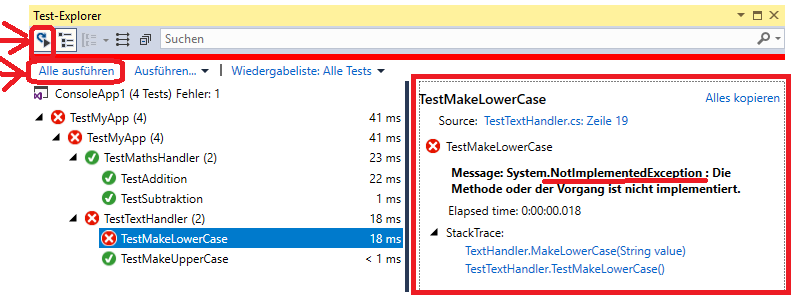 Test-Explorer
Suchen
Alle ausführen Ausführen... Wiedergabeliste: Alle Tests
ConsoleApp1 (4 Tests) Fehler: 1
TestMyApp (4) 41 ms
TestMyApp (4) 41 ms
TestMathsHandler (2) 23 ms
TestAddition 22 ms
TestSubtraktion 1 ms
TestTextHandler (2) 18 ms
TestMakeLowerCase 18 ms
TestMakeUpperCase < 1 ms
TestMakeLowerCase Alles kopieren
Source: TestTextHandler.cs: Zeile 19
TestMakeLowerCase
Message: System.NotImplementedException : Die
Methode oder der Vorgang ist nicht implementiert.
Elapsed time: 0:00:00.018
StackTrace:
TextHandler.MakeLowerCase(String value)
TestTextHandler.TestMakeLowerCase()